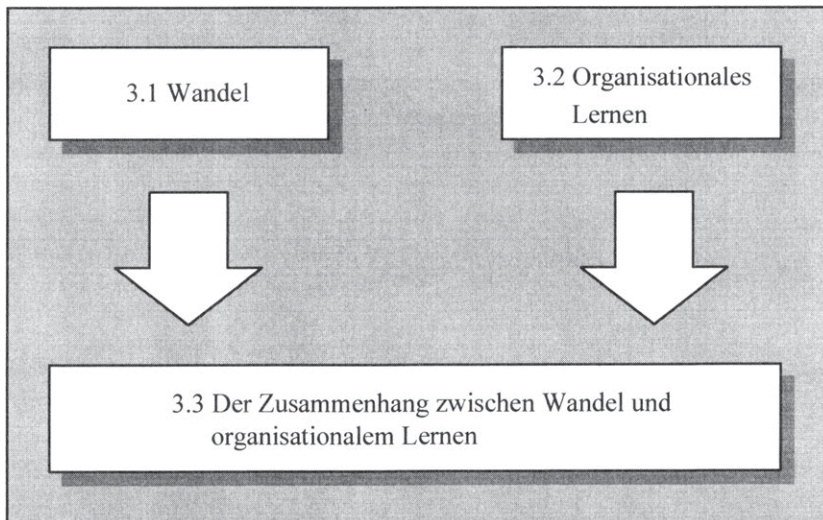 3.1 Wandel
3.2 Organisationales
Lernen
3.3 Der Zusammenhang zwischen Wandel und
organisationalem Lernen